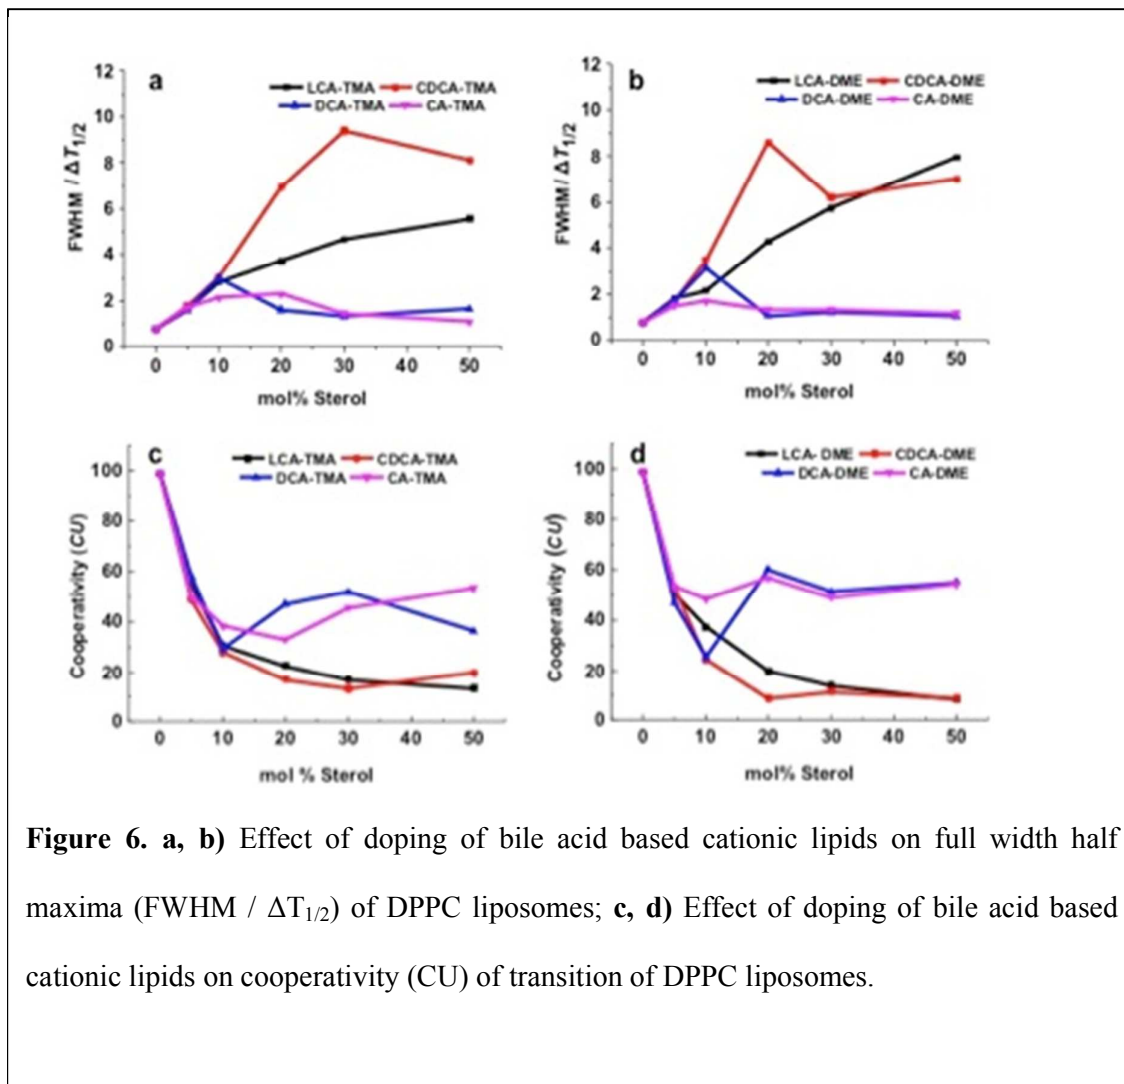 a
LCA-TMA CDCA-TMA
DCA-TMA CA-TMA
12
10
8
6
4
2
0
FWHM / ΔT1/2
0 10 20 30 40 50
mol% Sterol
b
LCA-DME CDCA-DME
DCA-DME CA-DME
12
10
8
6
4
2
0
FWHM / ΔT1/2
0 10 20 30 40 50
mol% Sterol
c
LCA-TMA CDCA-TMA
DCA-TMA CA-TMA
100
80
60
40
20
0
Cooperativity (CU)
0 10 20 30 40 50
mol % Sterol
d
LCA- DME CDCA-DME
DCA-DME CA-DME
100
80
60
40
20
0
Cooperativity (CU)
0 10 20 30 40 50
mol% Sterol
Figure 6. a, b) Effect of doping of bile acid based cationic lipids on full width half
maxima (FWHM / ΔT1/2) of DPPC liposomes; c, d) Effect of doping of bile acid based
cationic lipids on cooperativity (CU) of transition of DPPC liposomes.